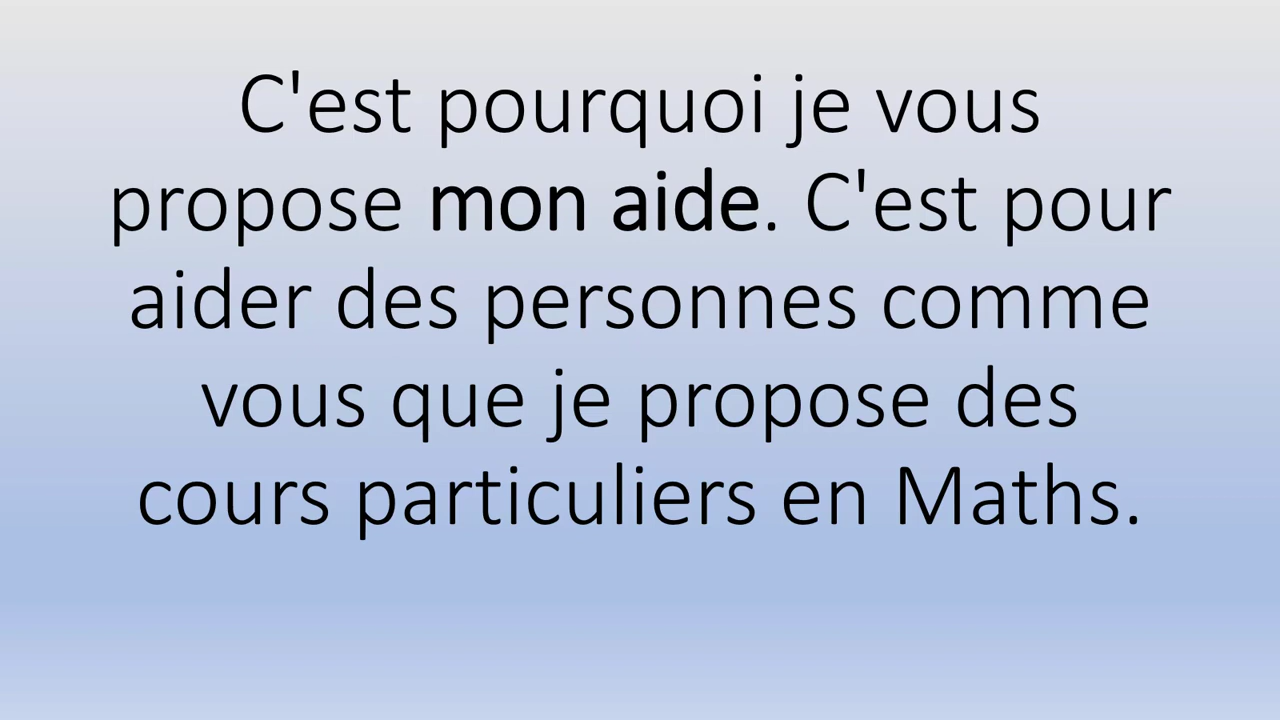 C'est pourquoi je vous
propose mon aide. C'est pour
aider des personnes comme
vous que je propose des
cours particuliers en Maths.